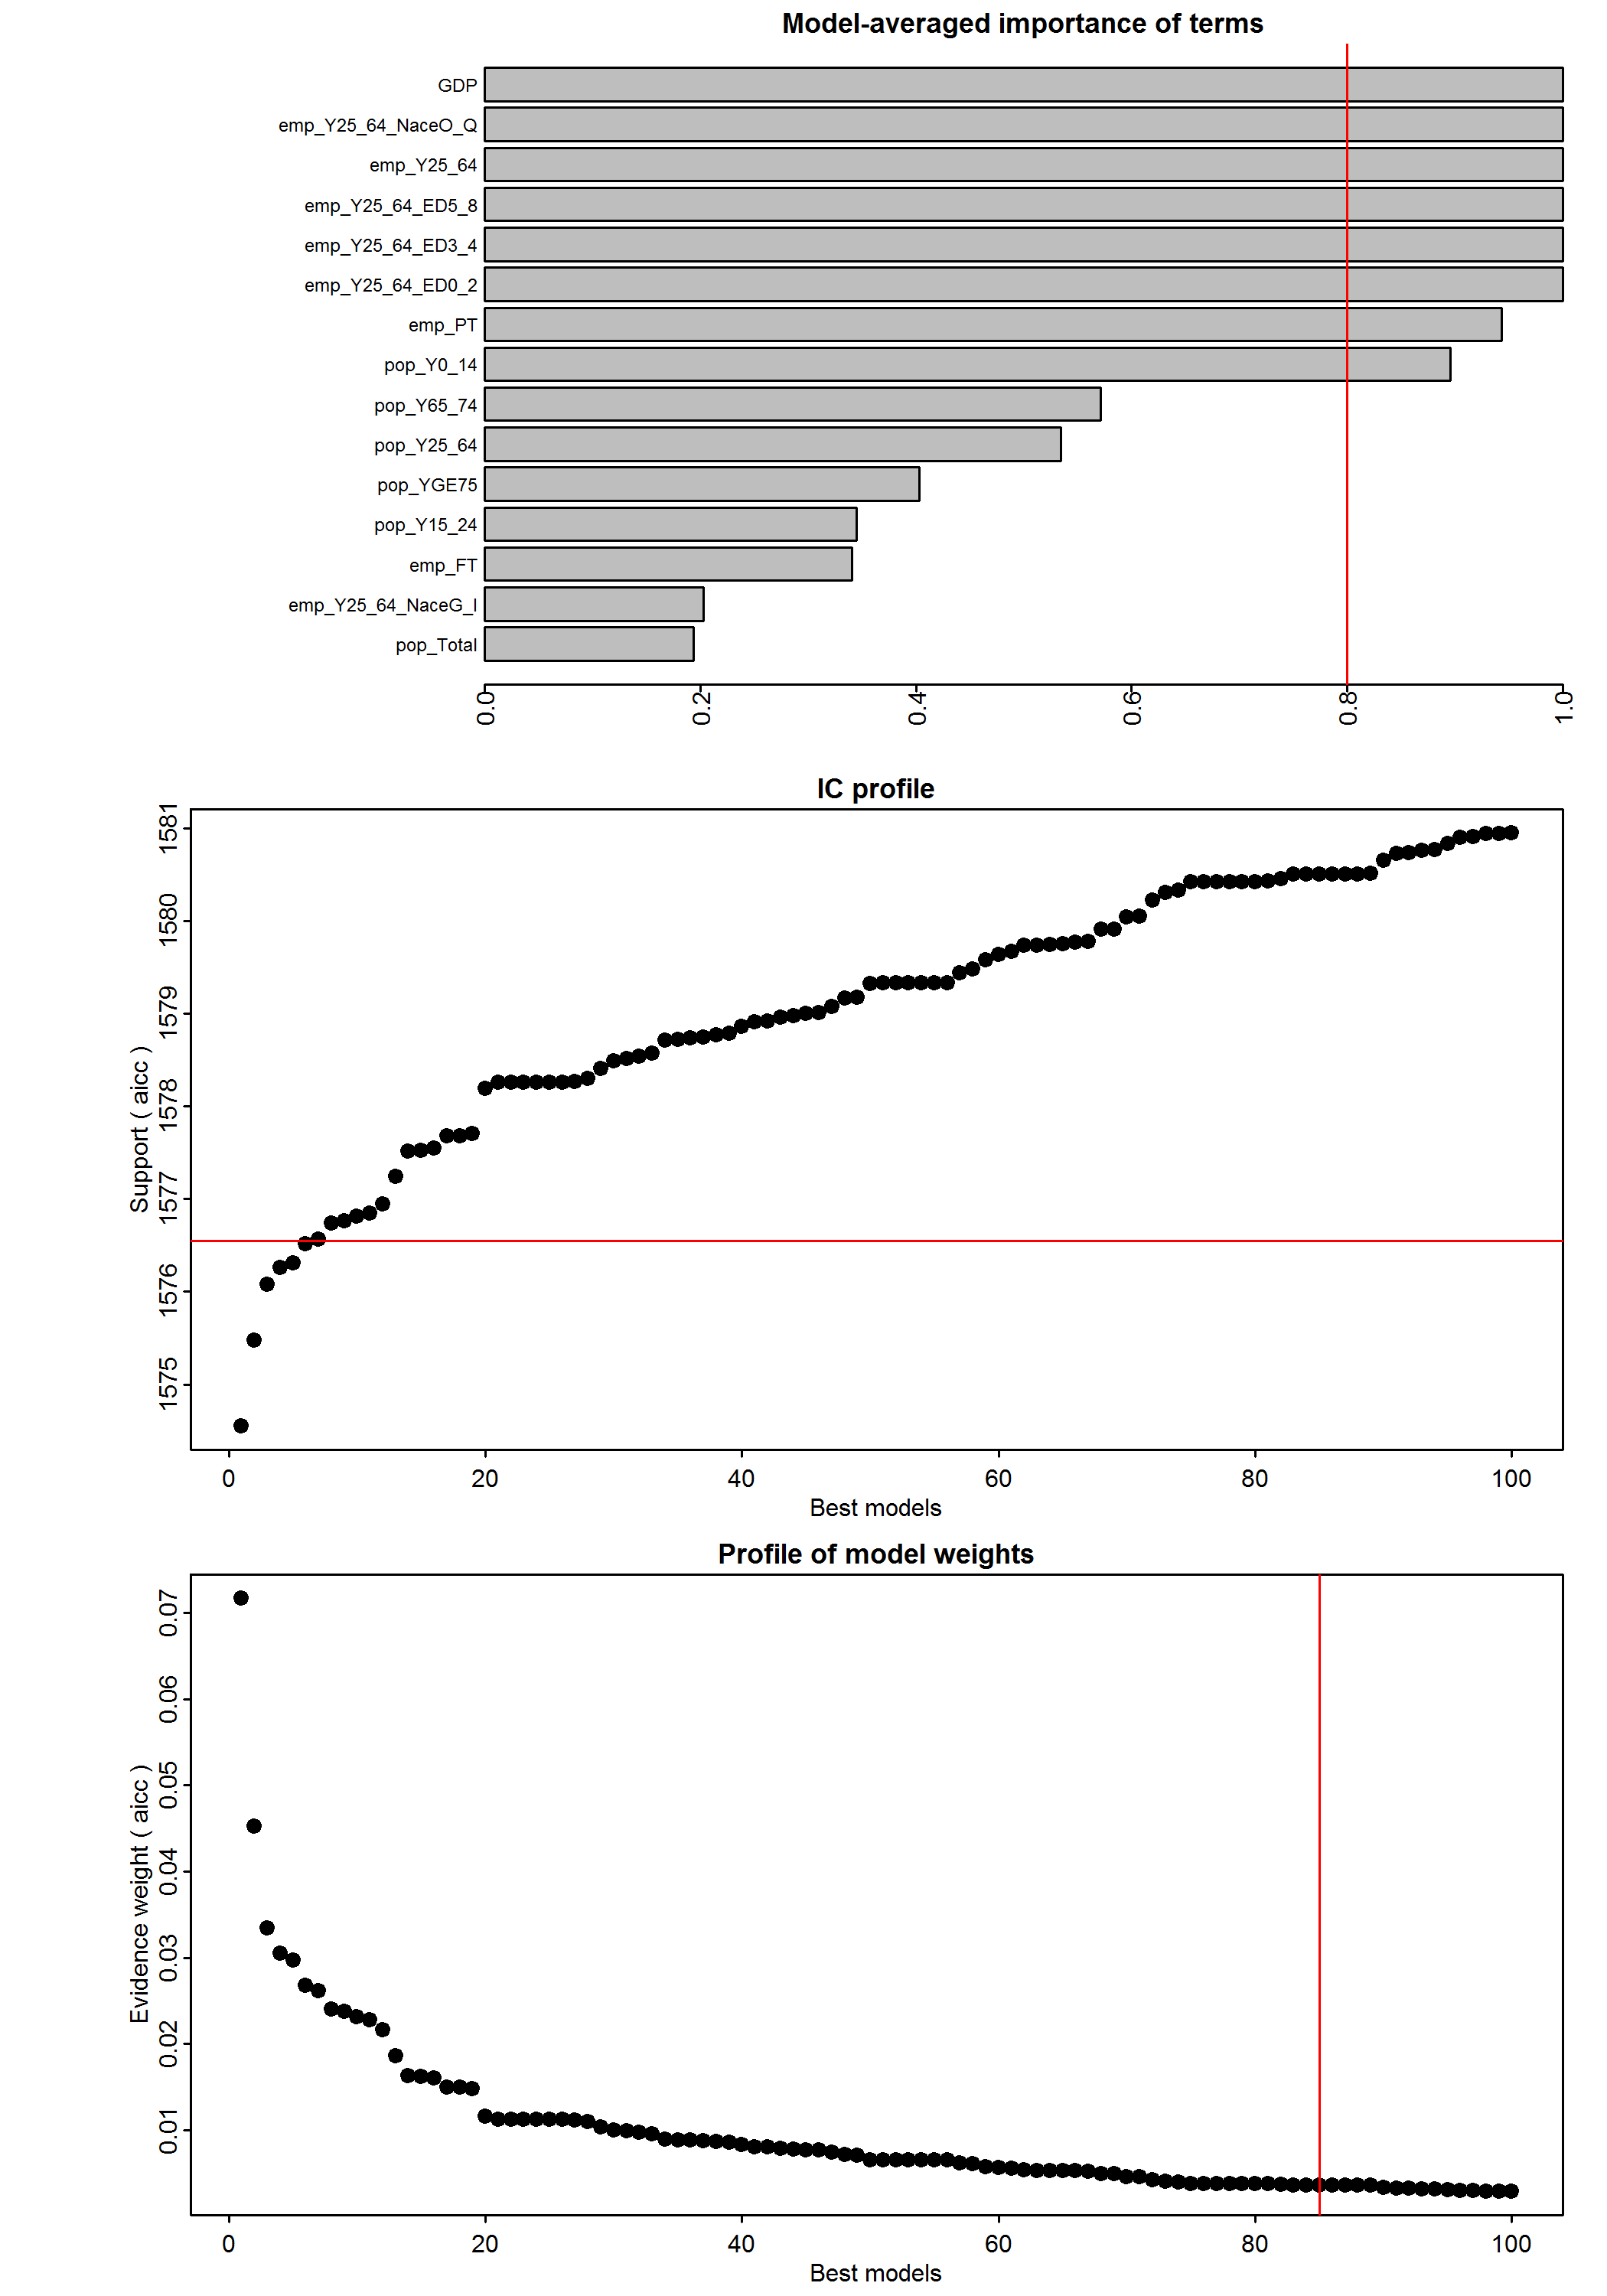 Model-averaged importance of terms
GDP
emp_Y25_64_NaceO_Q
emp_Y25_64
emp_Y25_64_ED5_8
emp_Y25_64_ED3_4
emp_Y25_64_ED0_2
emp_PT
pop_Y0_14
pop_Y65_74
pop_Y25_64
pop_YGE75
pop_Y15_24
emp_FT
emp_Y25_64_NaceG_I
pop_Total
0.0 0.2 0.4 0.6 0.8 1.0
IC profile
Support ( aicc )
1581
1580
1579
1578
1577
1576
1575
0 20 40 60 80 100
Best models
Profile of model weights
Evidence weight ( aicc )
0.07
0.06
0.05
0.04
0.03
0.02
0.01
0 20 40 60 80 100
Best models